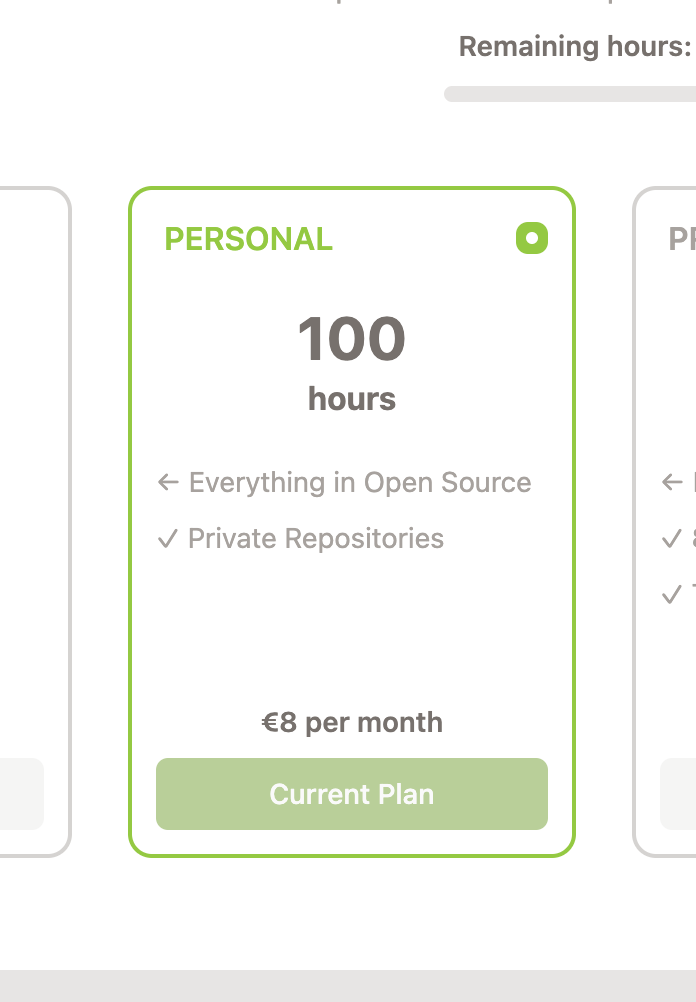 Remaining hours:
PERSONAL
100
hours
← Everything in Open Source
✓ Private Repositories
€8 per month
Current Plan